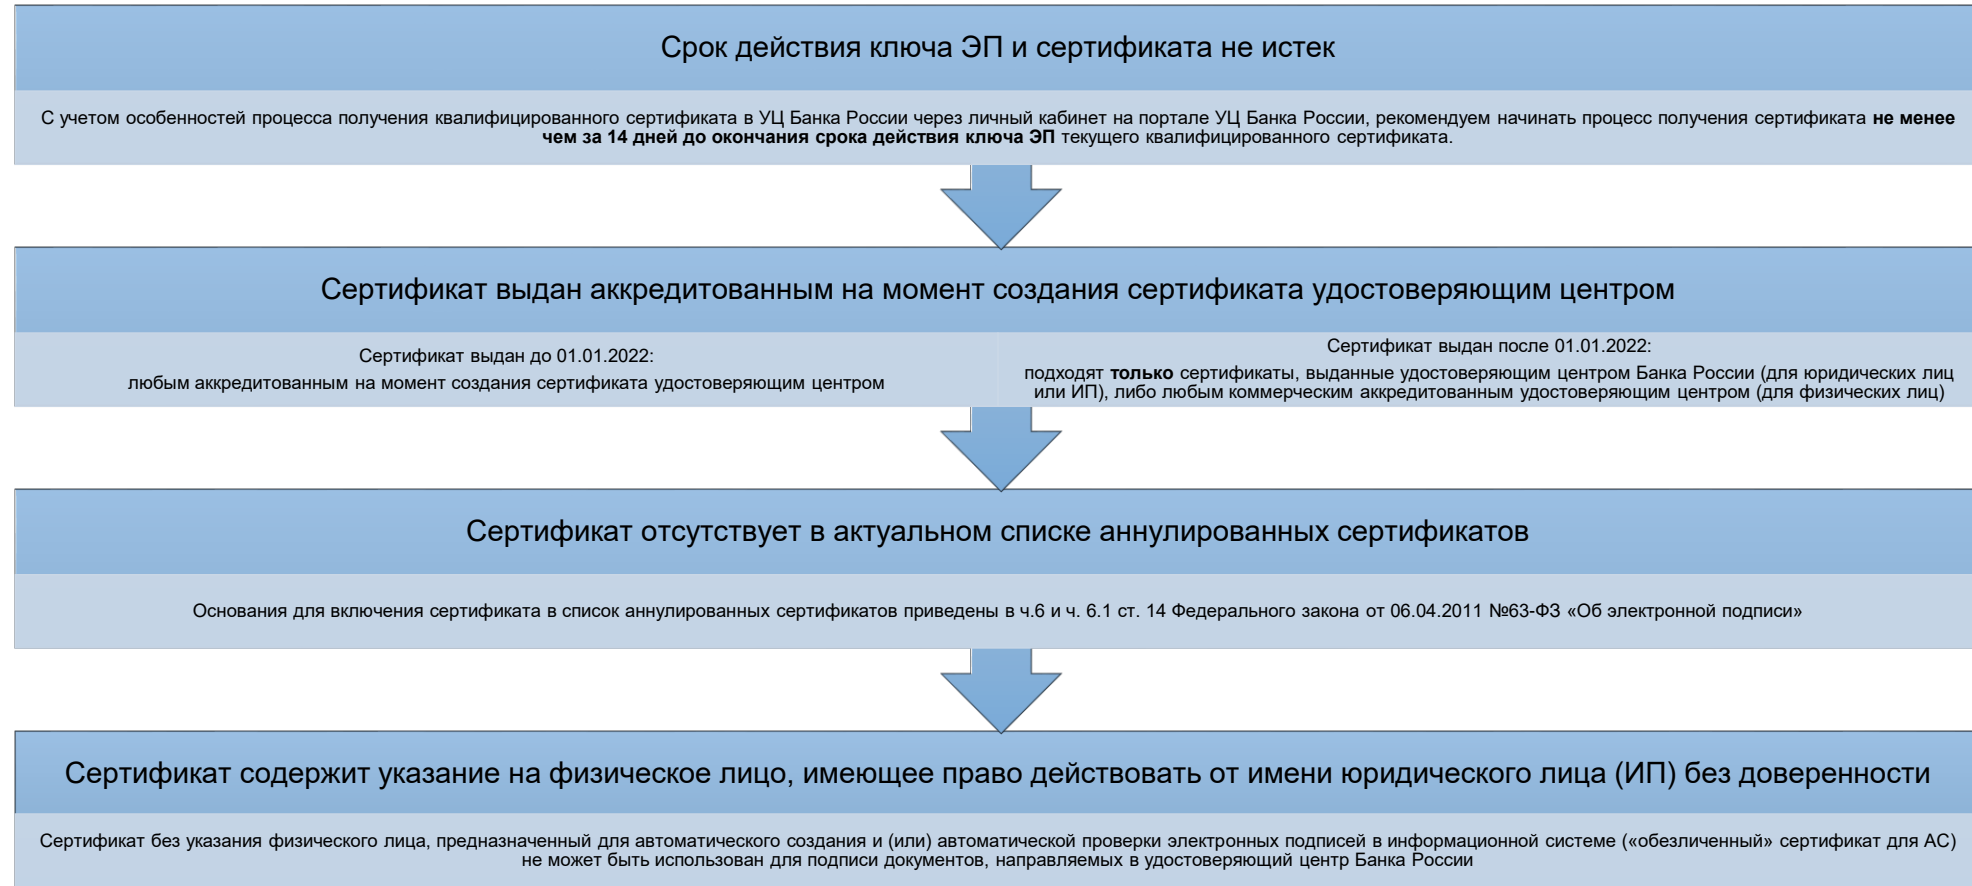 Срок действия ключа ЭП и сертификата не истек
С учетом особенностей процесса получения квалифицированного сертификата в УЦ Банка России через личный кабинет на портале УЦ Банка России, рекомендуем начинать процесс получения сертификата не менее
чем за 14 дней до окончания срока действия ключа ЭП текущего квалифицированного сертификата.
Сертификат выдан аккредитованным на момент создания сертификата удостоверяющим центром
Сертификат выдан до 01.01.2022:
любым аккредитованным на момент создания сертификата удостоверяющим центром
Сертификат выдан после 01.01.2022:
подходят только сертификаты, выданные удостоверяющим центром Банка России (для юридических лиц
или ИП), либо любым коммерческим аккредитованным удостоверяющим центром (для физических лиц)
Сертификат отсутствует в актуальном списке аннулированных сертификатов
Основания для включения сертификата в список аннулированных сертификатов приведены в ч.6 и ч. 6.1 ст. 14 Федерального закона от 06.04.2011 №63-ФЗ «Об электронной подписи»
Сертификат содержит указание на физическое лицо, имеющее право действовать от имени юридического лица (ИП) без доверенности
Сертификат без указания физического лица, предназначенный для автоматического создания и (или) автоматической проверки электронных подписей в информационной системе («обезличенный» сертификат для АС)
не может быть использован для подписи документов, направляемых в удостоверяющий центр Банка России